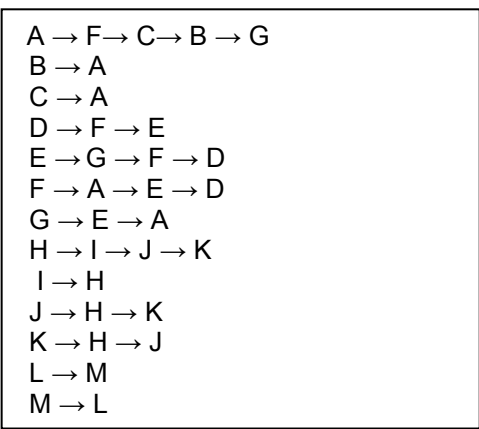 A → F→ C→ B → G
B → A
C → A
D → F → E
E → G → F → D
F → A → E → D
G → E → A
H → I → J → K
I → H
J → H → K
K → H → J
L → M
M → L